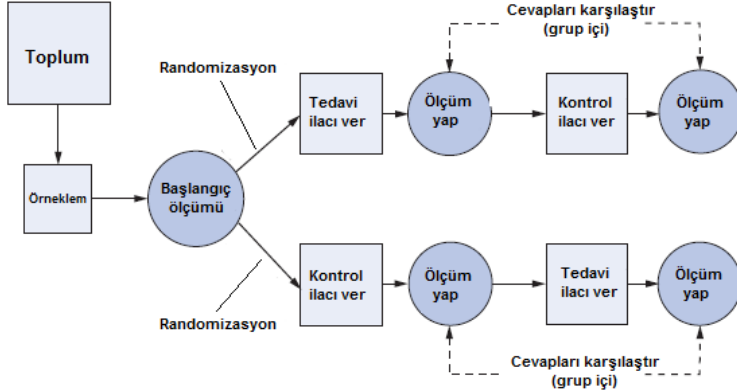 Toplum
Örneklem
Başlangıç
ölçümü
Randomizasyon
Randomizasyon
Tedavi
ilacı ver
Ölçüm
yap
Kontrol
ilacı ver
Ölçüm
yap
Cevapları karşılaştır
(grup içi)
Kontrol
ilacı ver
Ölçüm
yap
Tedavi
ilacı ver
Ölçüm
yap
Cevapları karşılaştır
(grup içi)